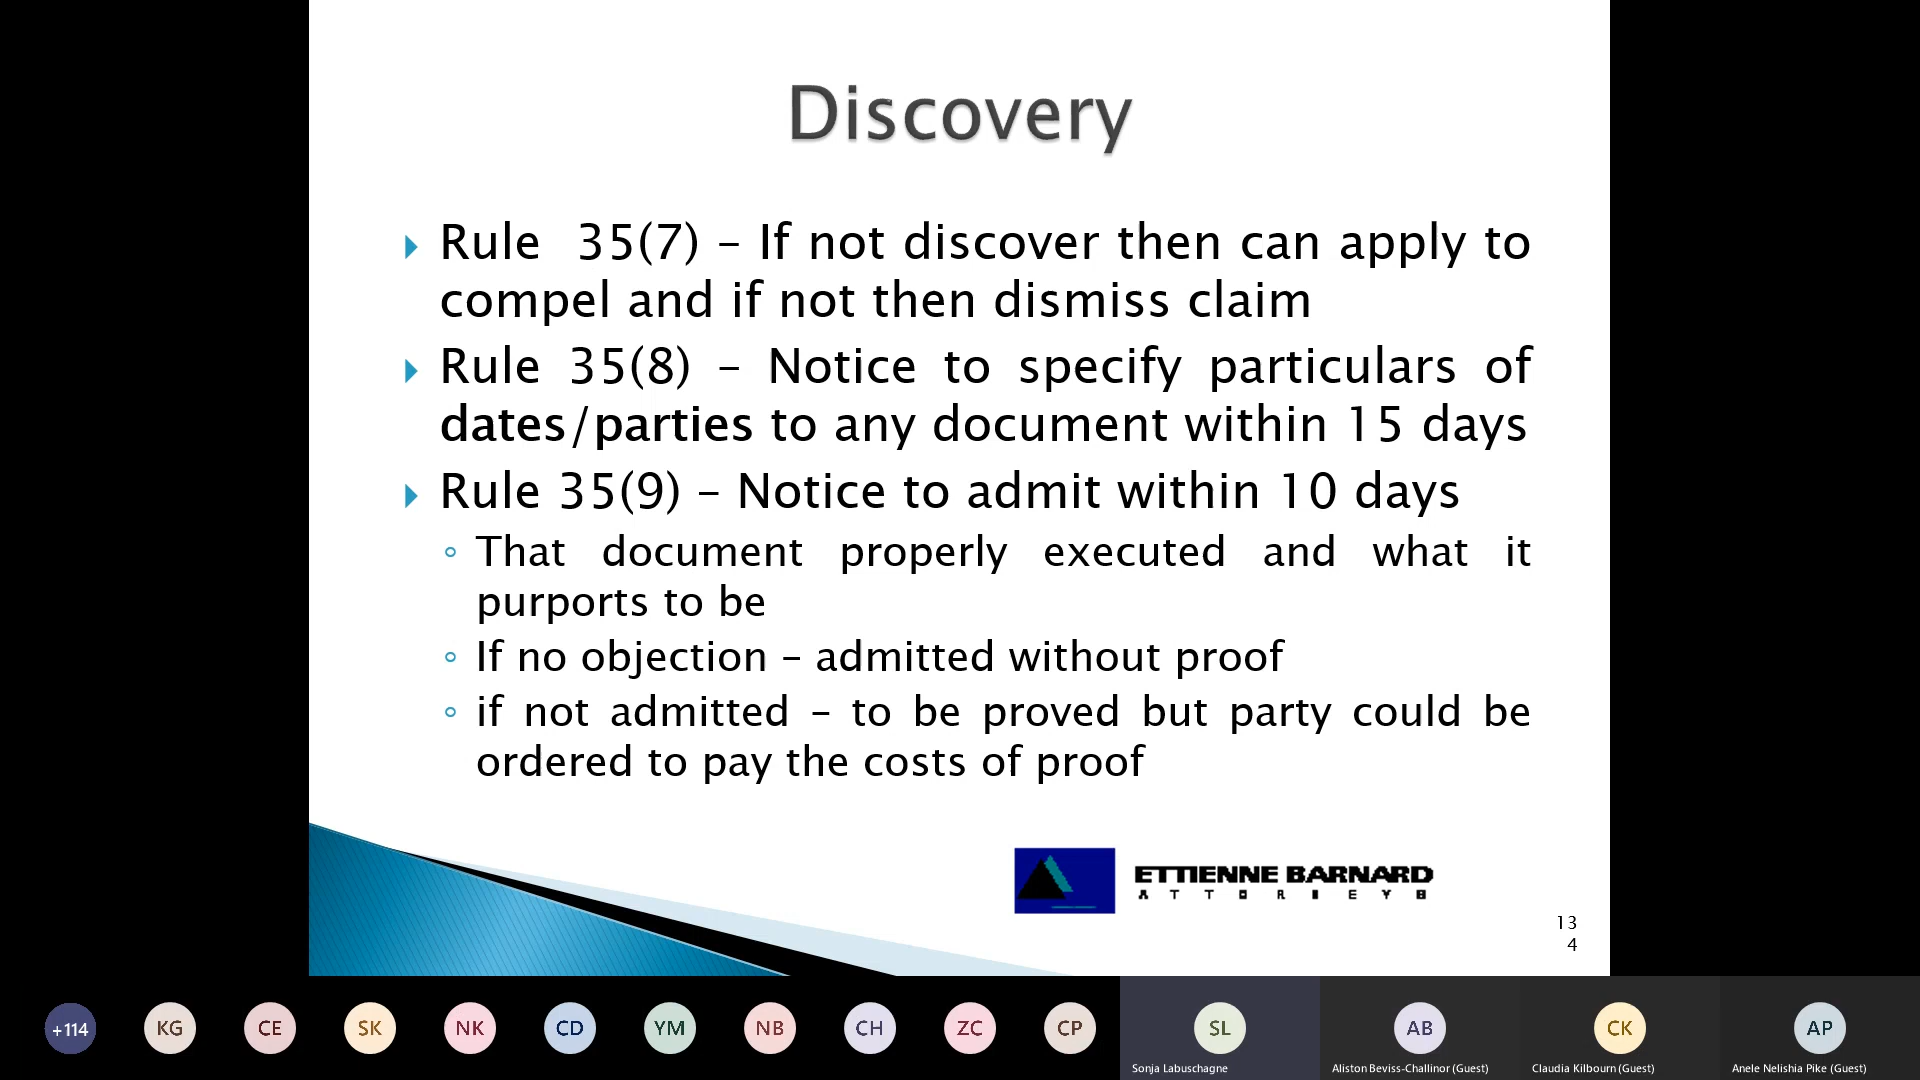 Discovery
Rule 35(7) – If not discover then can apply to
compel and if not then dismiss claim
Rule 35(8) – Notice to specify particulars of
dates/parties to any document within 15 days
Rule 35(9) – Notice to admit within 10 days
That document properly executed and what it
purports to be
If no objection – admitted without proof
if not admitted – to be proved but party could be
ordered to pay the costs of proof
ETTIENNE BARNARD
ATTORNEYS
13
4
+114 KG CE SK NK CD YM NB CH ZC CP SL AB CK AP
Sonja Labuschagne Aliston Beviss-Challinor (Guest) Claudia Kilbourn (Guest) Anele Nelishia Pike (Guest)